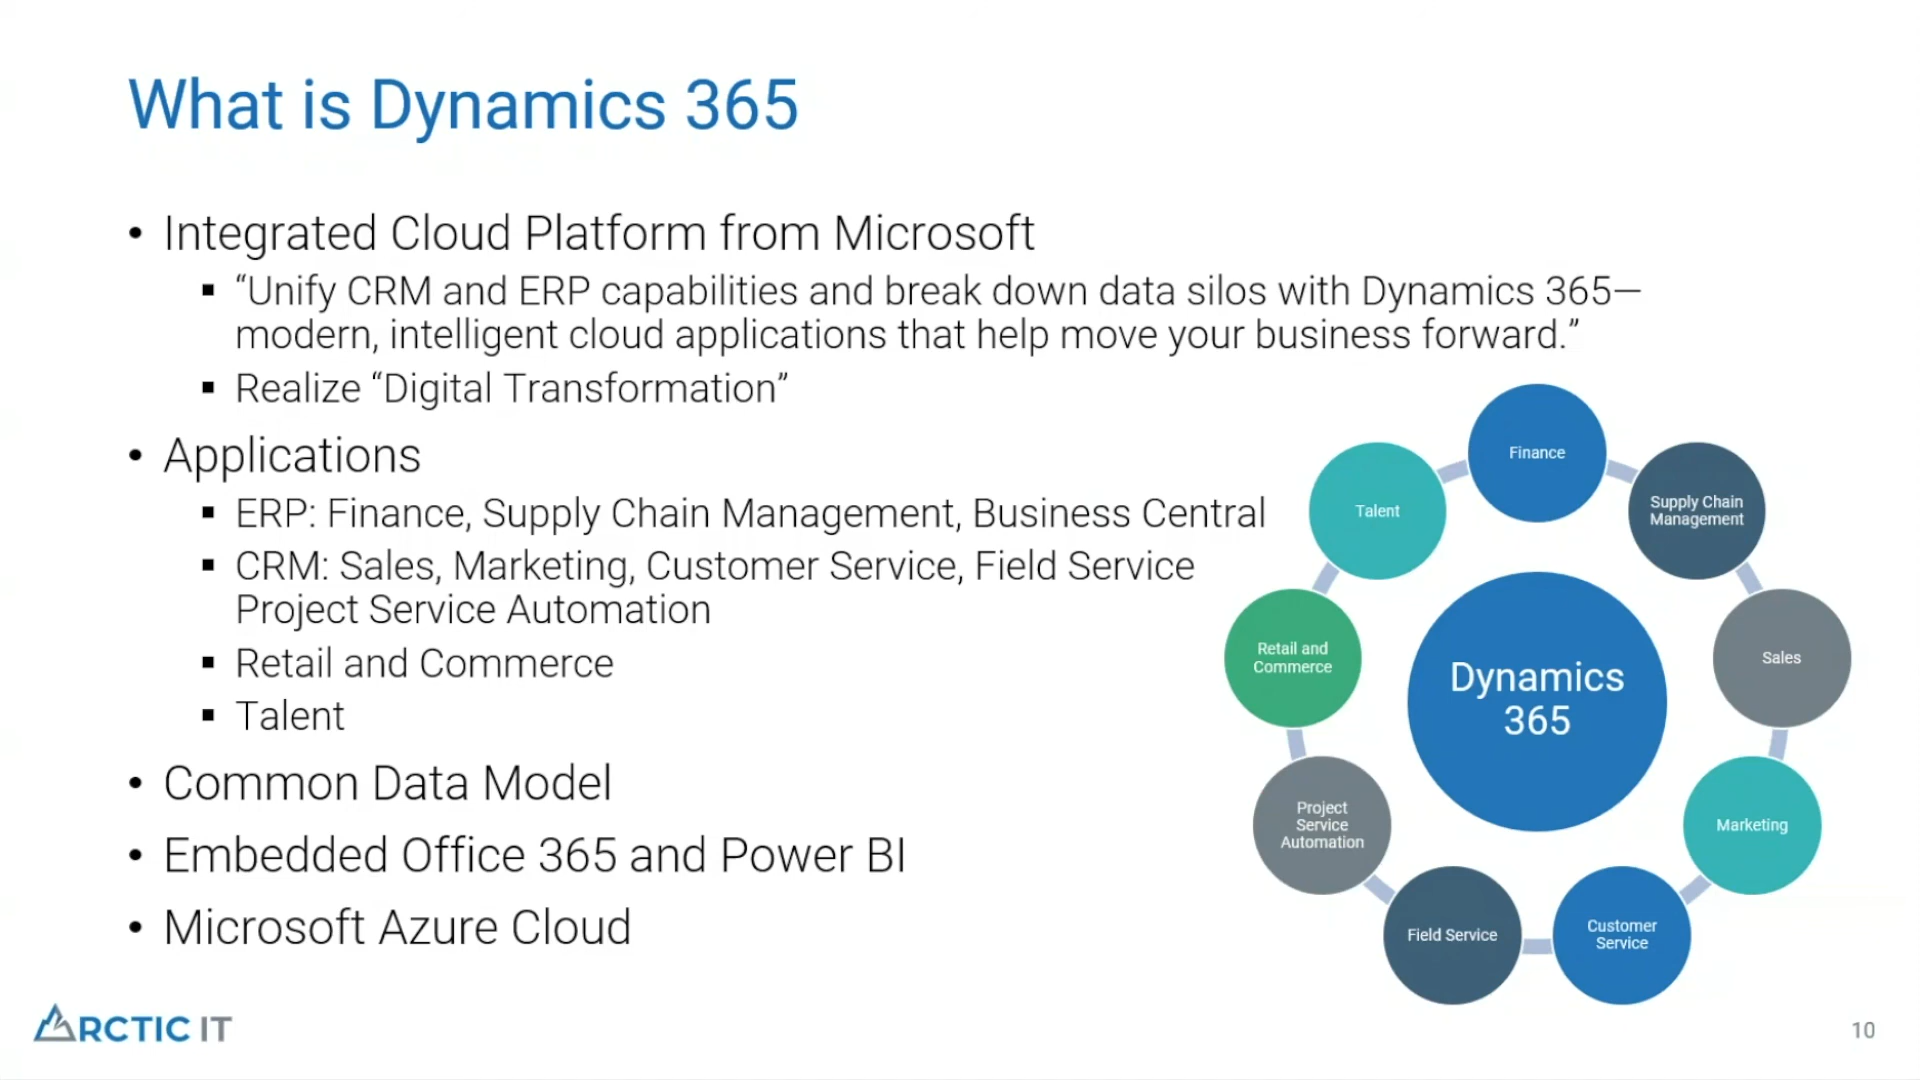 What is Dynamics 365
• Integrated Cloud Platform from Microsoft
▪ “Unify CRM and ERP capabilities and break down data silos with Dynamics 365—
modern, intelligent cloud applications that help move your business forward.”
▪ Realize “Digital Transformation”
• Applications
▪ ERP: Finance, Supply Chain Management, Business Central
▪ CRM: Sales, Marketing, Customer Service, Field Service
Project Service Automation
▪ Retail and Commerce
▪ Talent
• Common Data Model
• Embedded Office 365 and Power BI
• Microsoft Azure Cloud
Finance
Supply Chain
Management
Sales
Marketing
Customer
Service
Field Service
Project
Service
Automation
Retail and
Commerce
Talent
Dynamics
365
ARCTIC IT
10